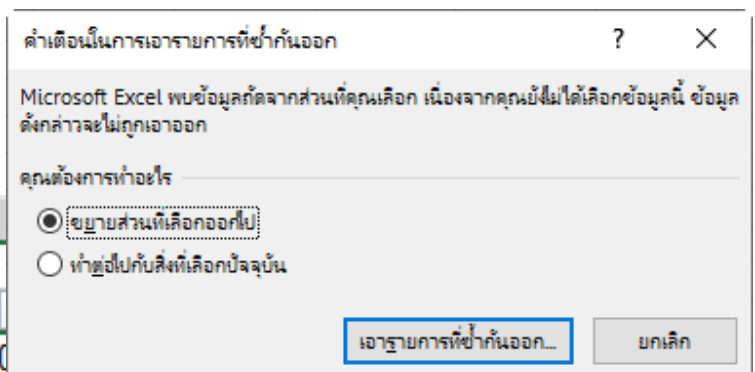 คำเตือนในการเอารายการที่ซ้ำกันออก ?
Microsoft Excel พบข้อมูลถัดจากส่วนที่คุณเลือก เนื่องจากคุณยังไม่ได้เลือกข้อมูลนี้ ข้อมูล
ดังกล่าวจะไม่ถูกเอาออก
คุณต้องการทำอะไร
ขยายส่วนที่เลือกออกไป
ทำต่อไปกับสิ่งที่เลือกปัจจุบัน
เอารายการที่ซ้ำกันออก... ยกเลิก